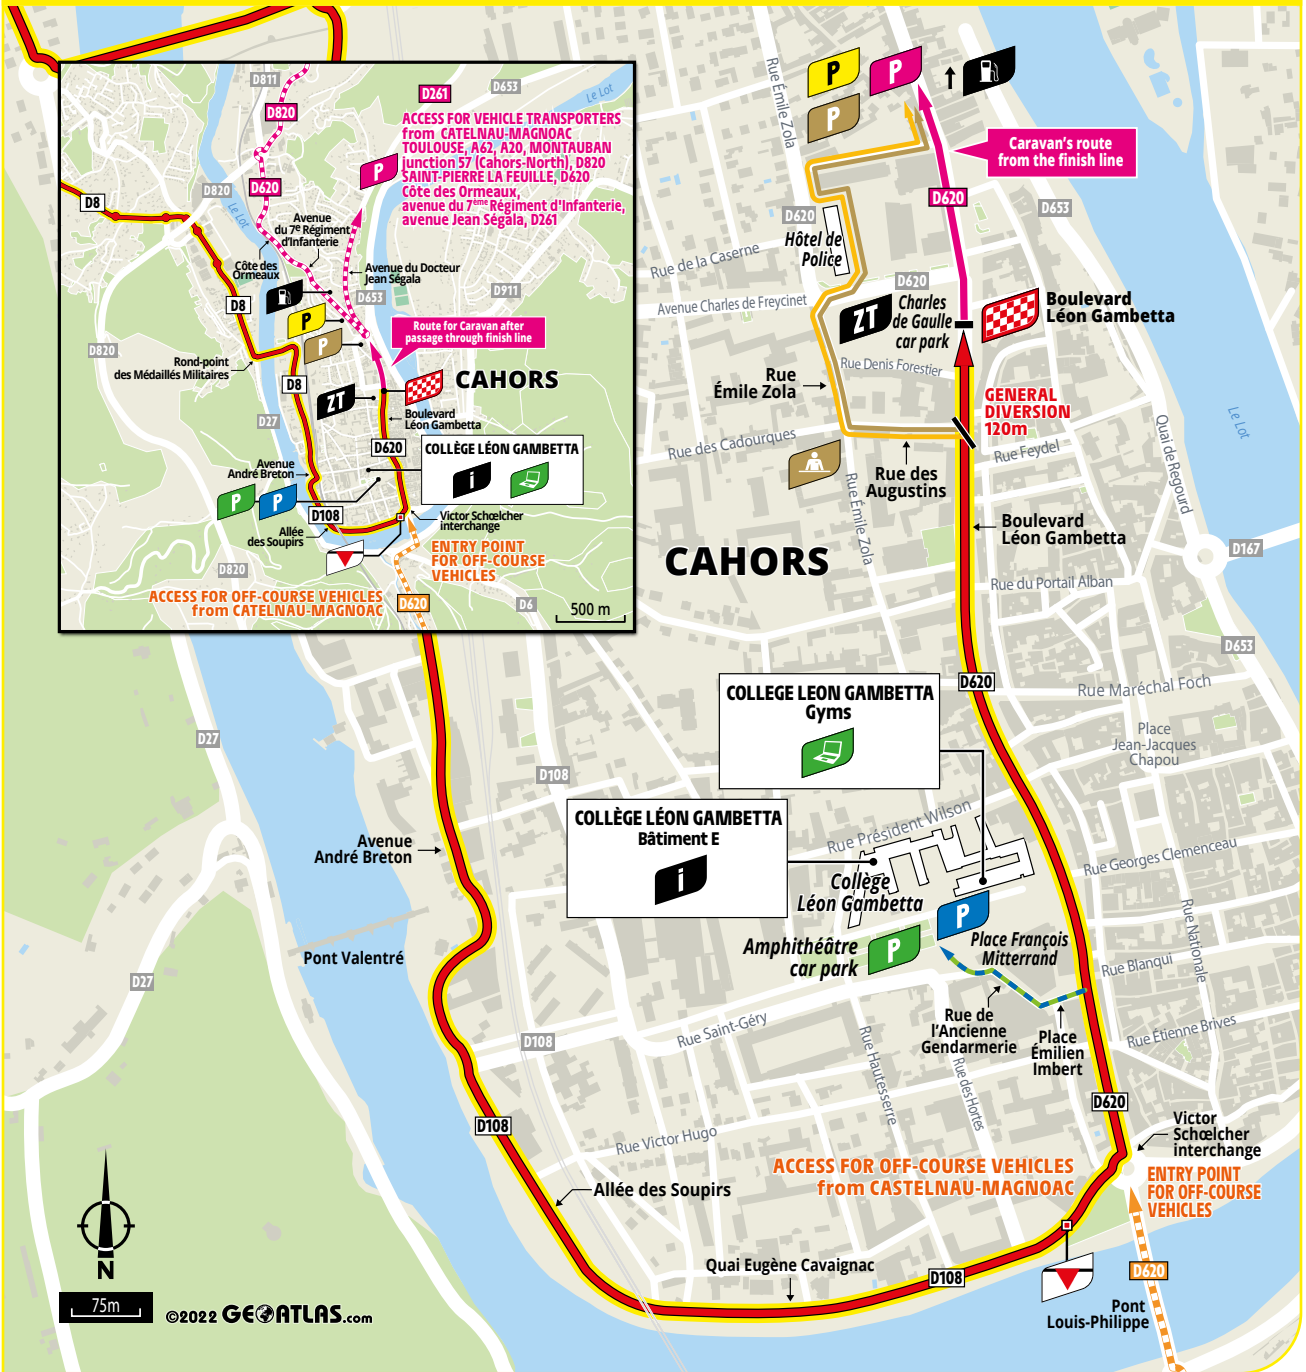 D811
D653
Le Lot
D820
D261
ACCESS FOR VEHICLE TRANSPORTERS
from CATELNAU-MAGNOAC
TOULOUSE, A62, A20, MONTAUBAN
junction 57 (Cahors-North), D820
SAINT-PIERRE LA FEUILLE, D620
Côte des Ormeaux,
avenue du 7ème Régiment d'Infanterie,
avenue Jean Ségala, D261
P
D620
D820
D8
Le Lot
Avenue
du 7e Régiment
d'Infanterie
Côte des
Ormeaux
Avenue du Docteur
Jean Ségala
D653
D911
D8
P
P
Route for Caravan after
passage through finish line
D820
Rond-point
des Médaillés Militaires
D8
ZT
CAHORS
Boulevard
Léon Gambetta
D27
D620
COLLÈGE LÉON GAMBETTA
i
Avenue
André Breton
P
P
D108
Allée
des Soupirs
Victor Schœlcher
interchange
ENTRY POINT
FOR OFF-COURSE
VEHICLES
D820
ACCESS FOR OFF-COURSE VEHICLES
from CATELNAU-MAGNOAC
D620
D6
500 m
Rue Émile Zola
P
P
P
Caravan's route
from the finish line
D620
D653
D620
Hôtel de
Police
Rue de la Caserne
D620
Avenue Charles de Freycinet
ZT
Charles
de Gaulle
car park
Boulevard
Léon Gambetta
Rue Denis Forestier
Rue
Émile Zola
GENERAL
DIVERSION
120m
Le Lot
Quai de Regourd
Rue des Cadourques
Rue Feydel
Rue des
Augustins
Rue Émile Zola
Boulevard
Léon Gambetta
CAHORS
D167
Rue du Portail Alban
D653
D620
Rue Maréchal Foch
COLLEGE LEON GAMBETTA
Gyms
Place
Jean-Jacques
Chapou
D27
D108
COLLÈGE LÉON GAMBETTA
Bâtiment E
i
Rue Président Wilson
Avenue
André Breton
Rue Georges Clemenceau
Collège
Léon Gambetta
P
Rue Nationale
Amphithéâtre
car park
P
Place François
Mitterrand
Pont Valentré
Rue Blanqui
D27
Rue de
l'Ancienne
Gendarmerie
Place
Émilien
Imbert
D108
Rue Saint-Géry
Rue Hautesserre
Rue des Hortes
Rue Étienne Brives
D620
D108
Rue Victor Hugo
Victor
Schœlcher
interchange
ACCESS FOR OFF-COURSE VEHICLES
from CASTELNAU-MAGNOAC
ENTRY POINT
FOR OFF-COURSE
VEHICLES
Allée des Soupirs
Quai Eugène Cavaignac
D108
D620
Pont
Louis-Philippe
N
75m
©2022 GEOATLAS.com